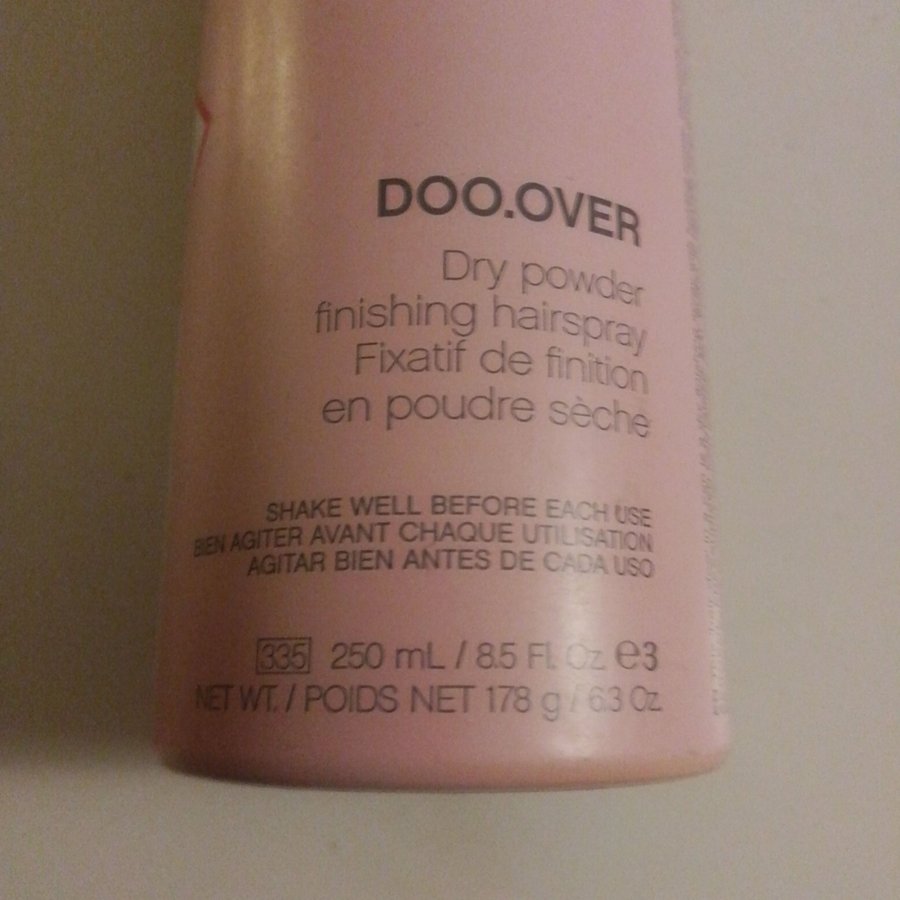 DOO.OVER
Dry powder
finishing hairspray
Fixatif de finition
en poudre sèche
SHAKE WELL BEFORE EACH USE
BIEN AGITER AVANT CHAQUE UTILISATION
AGITAR BIEN ANTES DE CADA USO
335 250 mL / 8.5 Fl. Oz. e3
NET WT. / POIDS NET 178 g / 6.3 Oz.